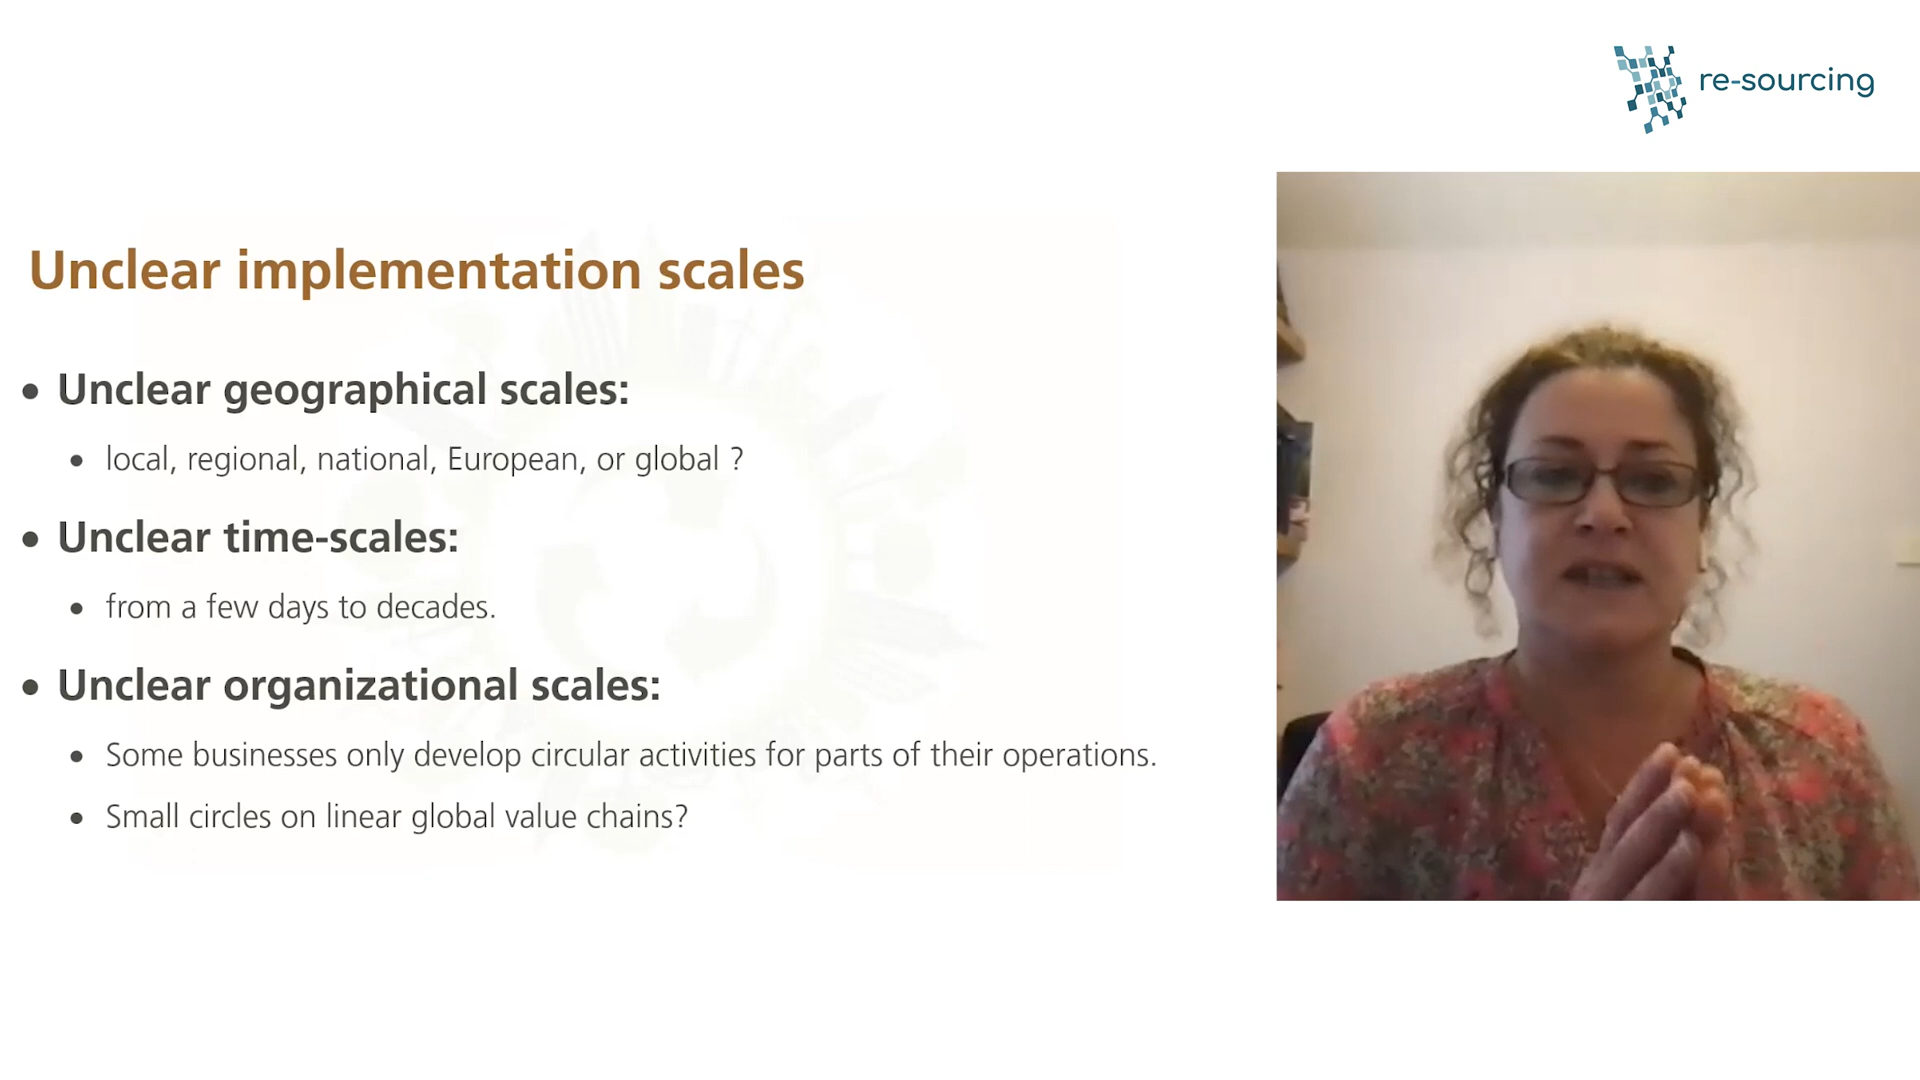 re-sourcing
Unclear implementation scales
• Unclear geographical scales:
• local, regional, national, European, or global ?
• Unclear time-scales:
• from a few days to decades.
• Unclear organizational scales:
• Some businesses only develop circular activities for parts of their operations.
• Small circles on linear global value chains?